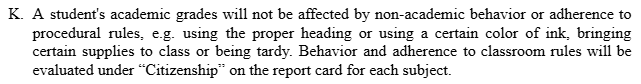 K. A student's academic grades will not be affected by non-academic behavior or adherence to
procedural rules, e.g. using the proper heading or using a certain color of ink, bringing
certain supplies to class or being tardy. Behavior and adherence to classroom rules will be
evaluated under “Citizenship” on the report card for each subject.